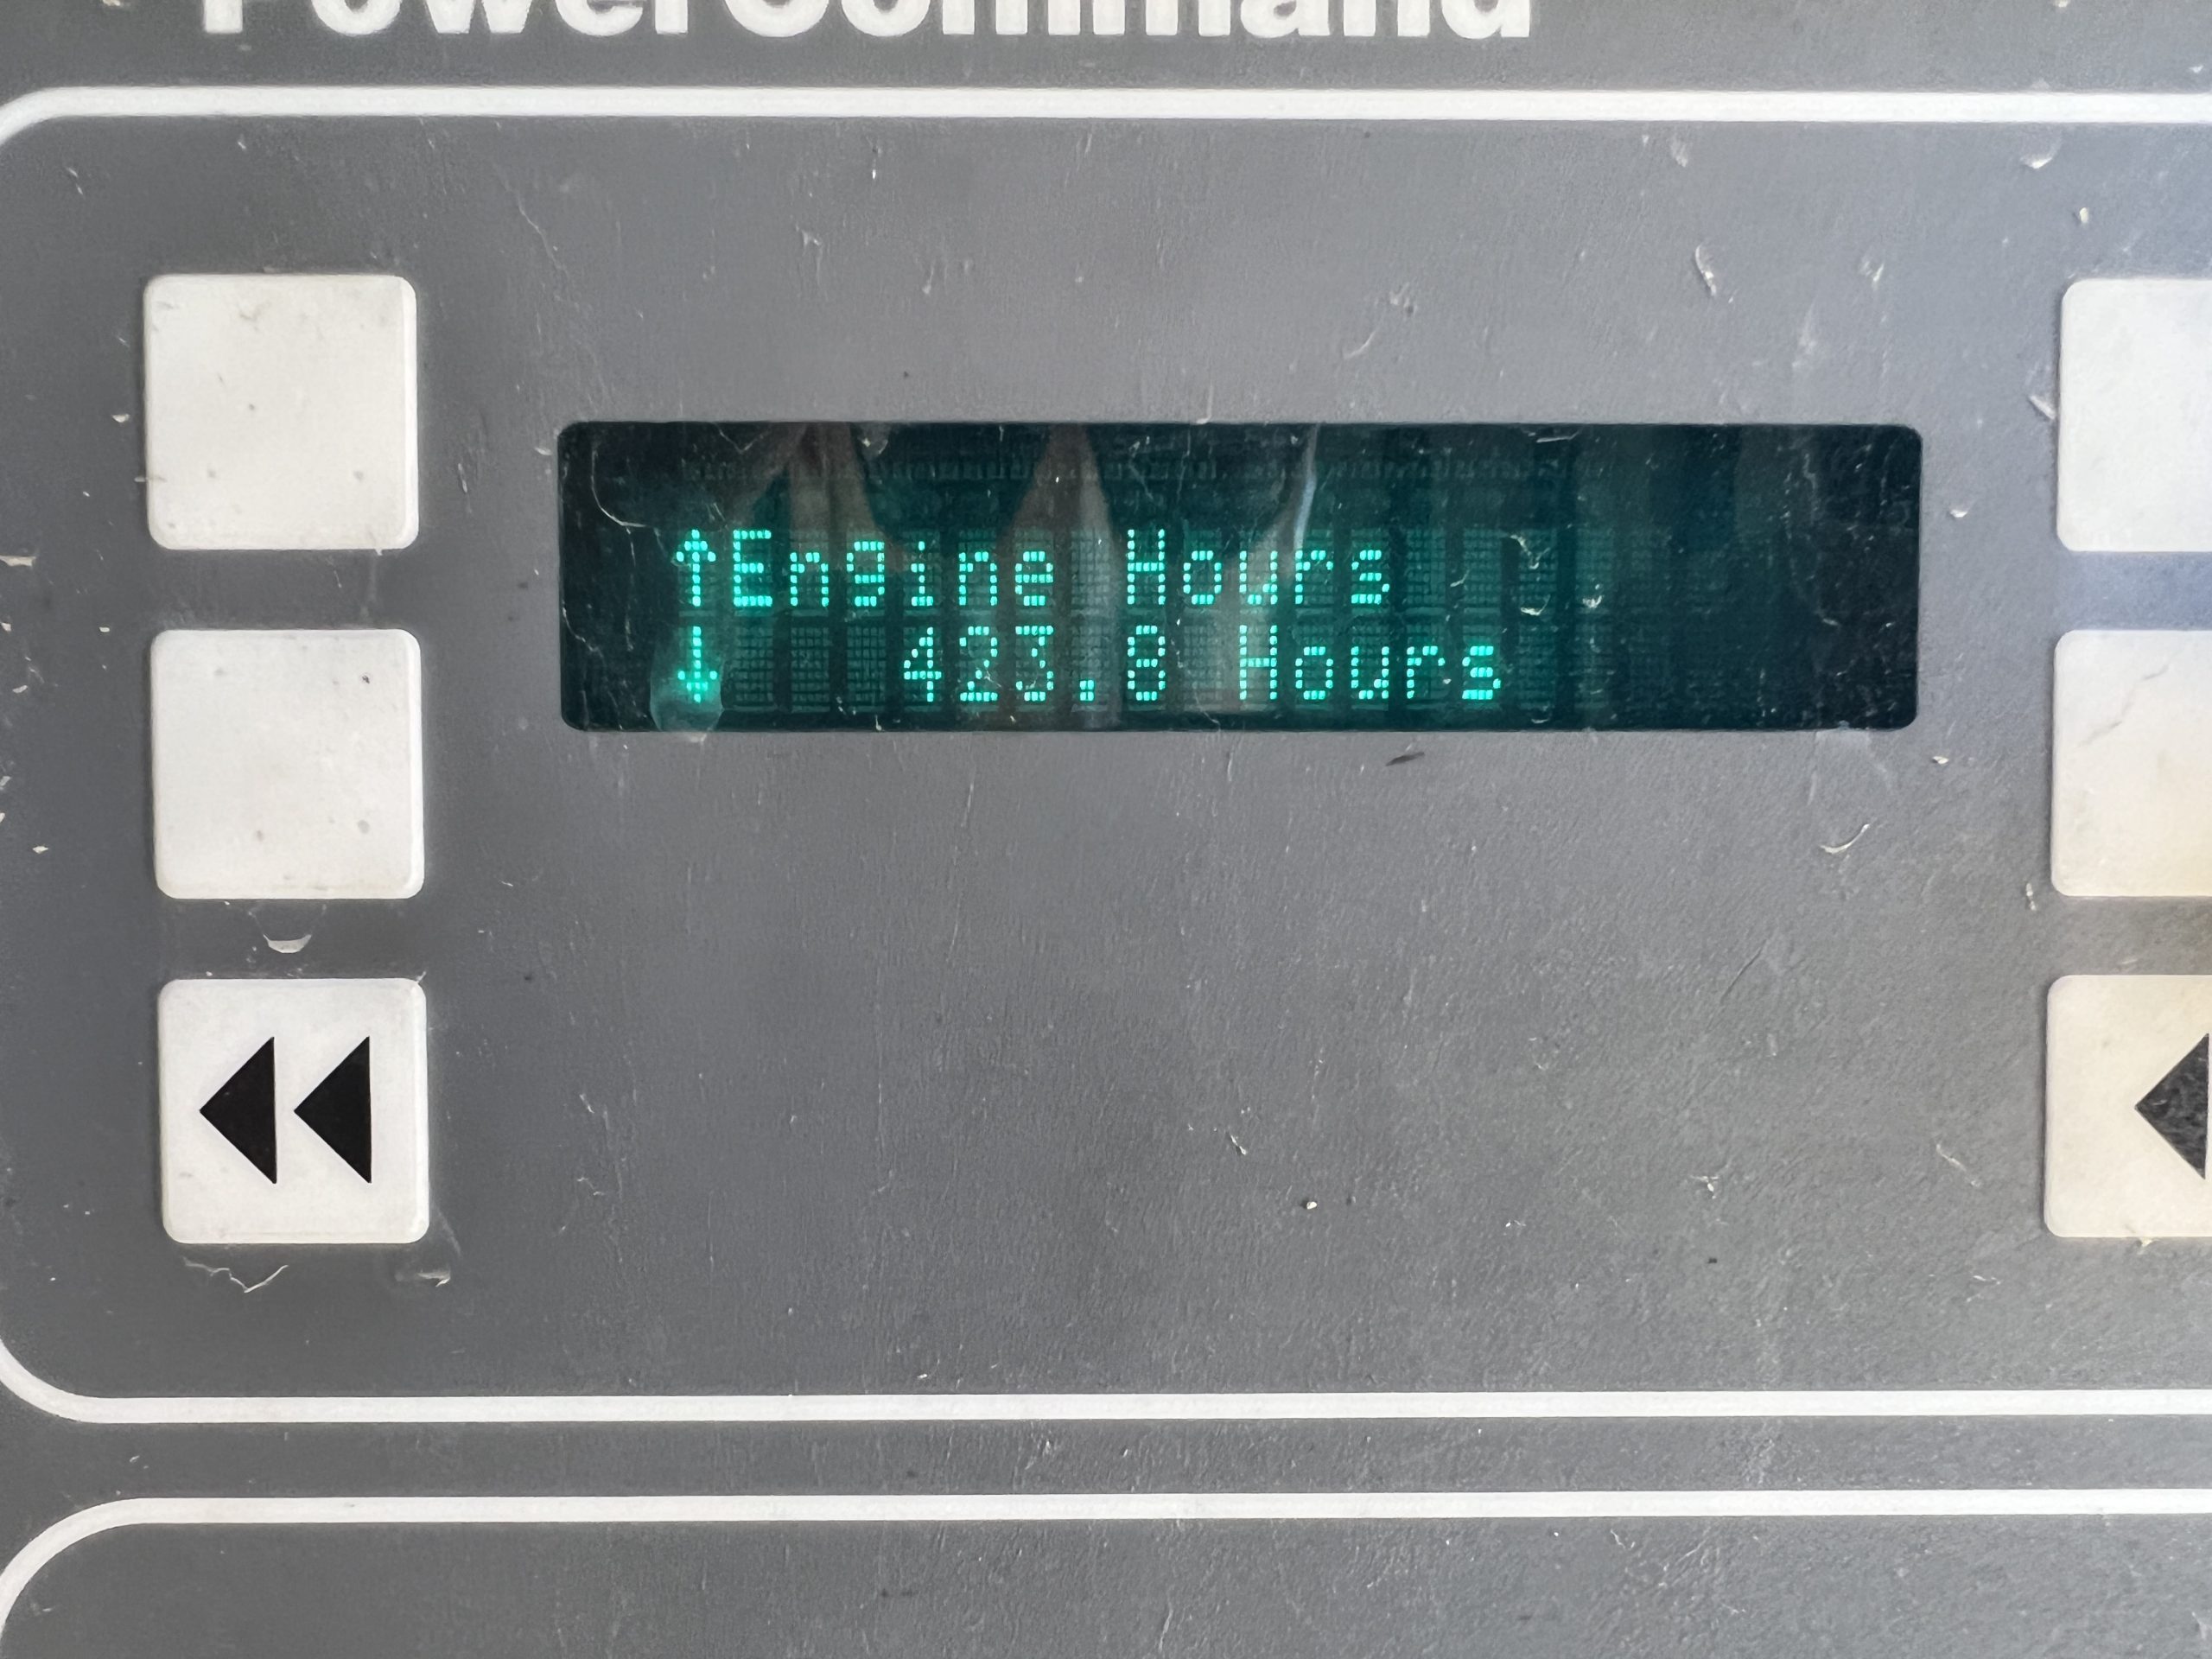 PowerCommand
↑Engine Hours
↓ 423.8 Hours